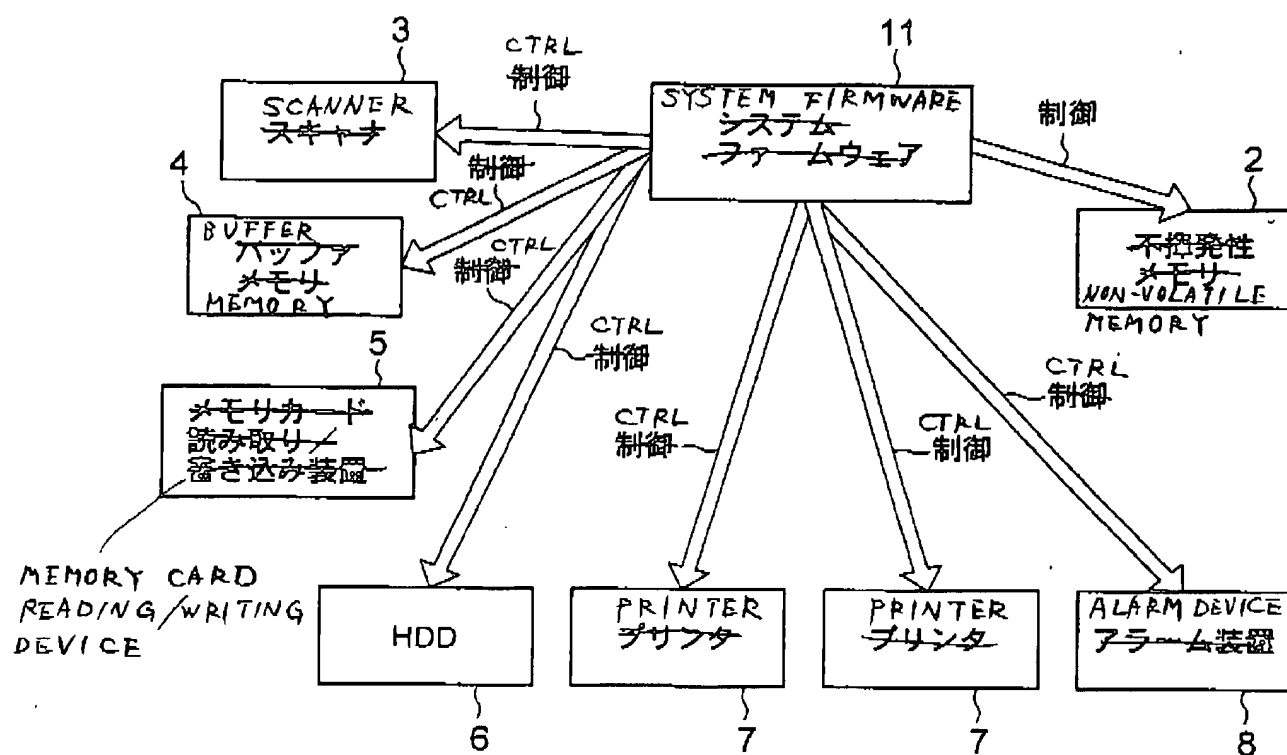 3
CTRL
制御
SCANNER
スキャナ
11
SYSTEM FIRMWARE
システム
ファームウェア
制御
2
不揮発性
メモリ
NON-VOLATILE
MEMORY
制御
CTRL
4
BUFFER
バッファ
メモリ
MEMORY
CTRL
制御
5
メモリカード
読み取り/
書き込み装置
MEMORY CARD
READING/WRITING
DEVICE
CTRL
制御
CTRL
制御
CTRL
制御
CTRL
制御
HDD
6
PRINTER
プリンタ
7
PRINTER
プリンタ
7
ALARM DEVICE
アラーム装置
8